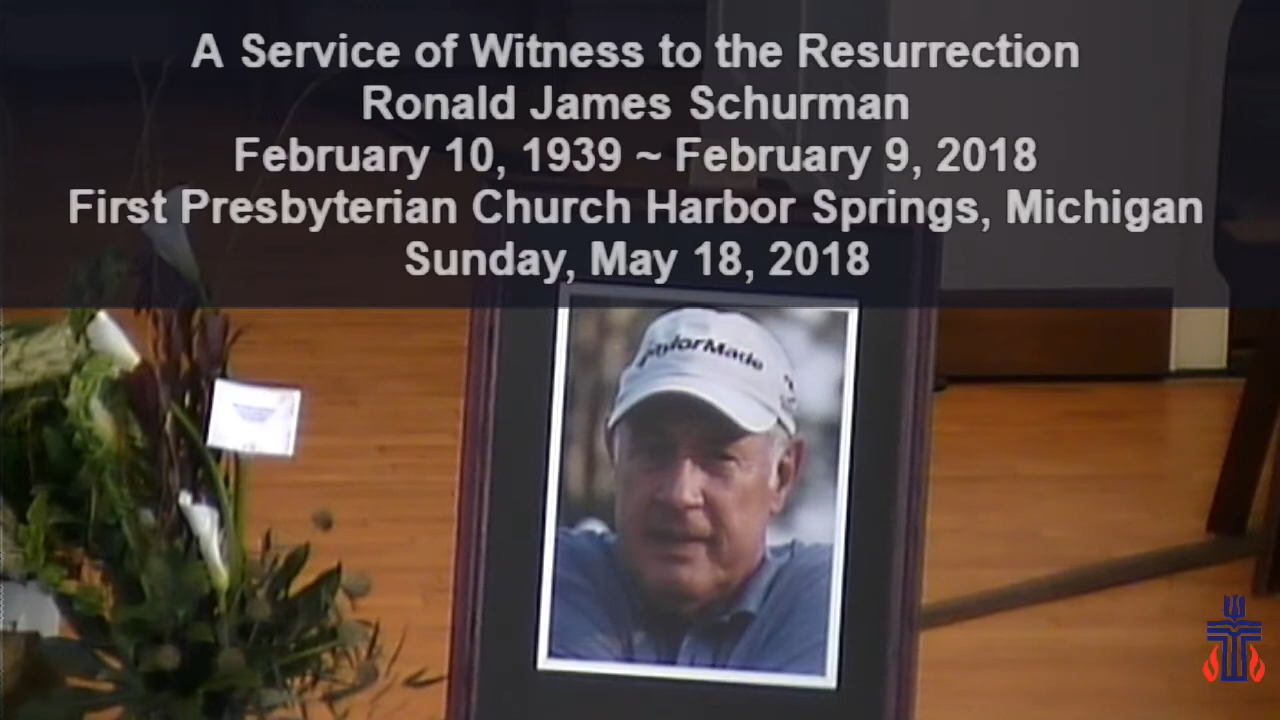 A Service of Witness to the Resurrection
Ronald James Schurman
February 10, 1939 ~ February 9, 2018
First Presbyterian Church Harbor Springs, Michigan
Sunday, May 18, 2018
TaylorMade